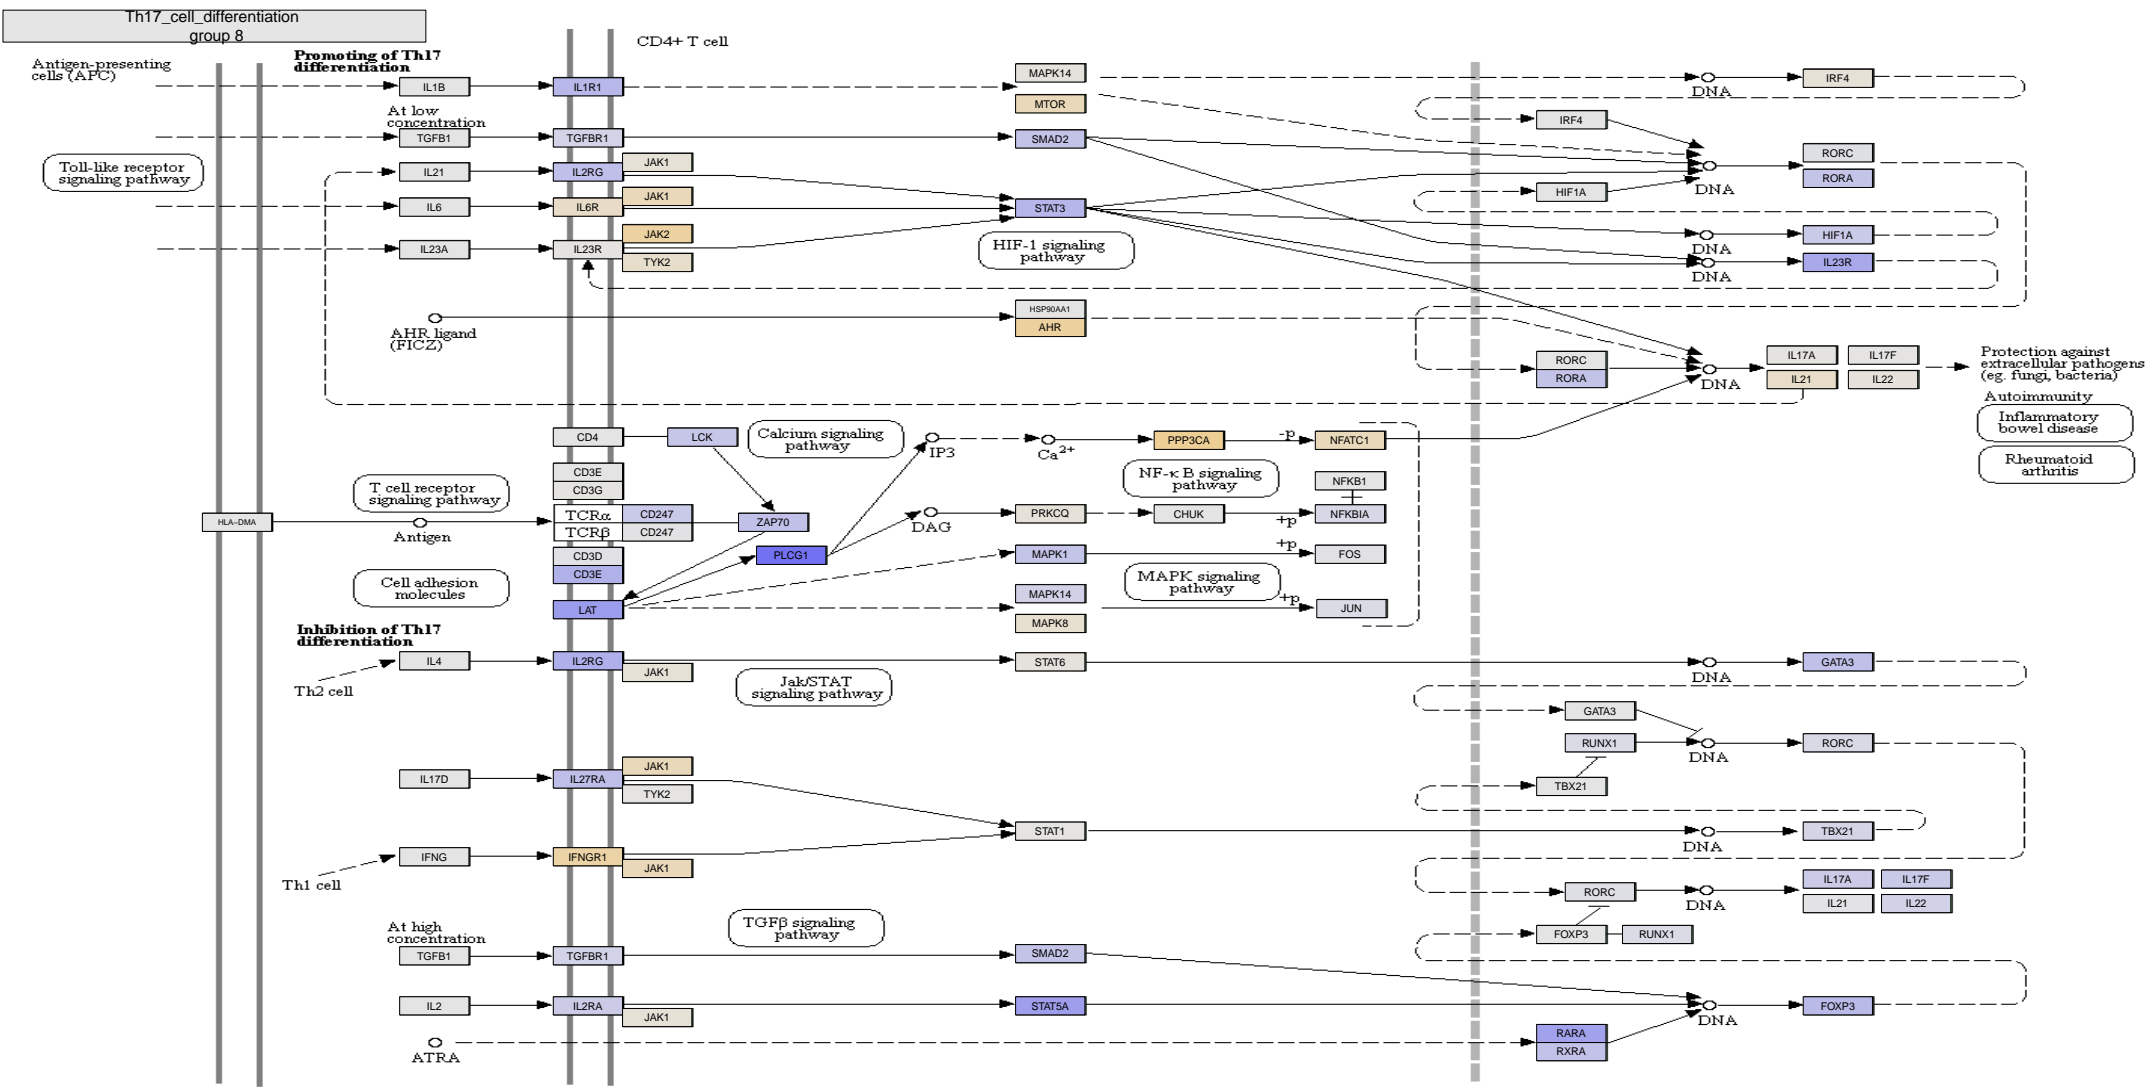 Th17_cell_differentiation
group 8
CD4+ T cell
Antigen-presenting
cells (APC)
Promoting of Th17
differentiation
IL1B
IL1R1
MAPK14
MTOR
DNA
IRF4
IRF4
At low
concentration
TGFB1
TGFBR1
SMAD2
RORC
RORA
DNA
HIF1A
Toll-like receptor
signaling pathway
IL21
IL2RG
JAK1
IL6
IL6R
JAK1
STAT3
IL23A
IL23R
JAK2
TYK2
HIF-1 signaling
pathway
DNA
HIF1A
DNA
IL23R
AHR ligand
(FICZ)
HSP90AA1
AHR
RORC
RORA
DNA
IL17A
IL17F
IL21
IL22
Protection against
extracellular pathogens
(eg. fungi, bacteria)
Autoimmunity
Inflammatory
bowel disease
Rheumatoid
arthritis
CD4
LCK
Calcium signaling
pathway
IP3
Ca2+
PPP3CA
-p
NFATC1
CD3E
CD3G
NF-κ B signaling
pathway
NFKB1
T cell receptor
signaling pathway
HLA-DMA
Antigen
TCRα
CD247
TCRβ
CD247
ZAP70
DAG
PRKCQ
CHUK
+p
NFKBIA
CD3D
CD3E
PLCG1
MAPK1
+p
FOS
Cell adhesion
molecules
LAT
MAPK14
MAPK8
MAPK signaling
pathway
+p
JUN
Inhibition of Th17
differentiation
IL4
Th2 cell
IL2RG
JAK1
Jak/STAT
signaling pathway
STAT6
DNA
GATA3
GATA3
RUNX1
DNA
RORC
TBX21
IL17D
IL27RA
JAK1
TYK2
STAT1
DNA
TBX21
IFNG
Th1 cell
IFNGR1
JAK1
RORC
DNA
IL17A
IL17F
IL21
IL22
FOXP3
RUNX1
At high
concentration
TGFB1
TGFBR1
TGFβ signaling
pathway
SMAD2
IL2
IL2RA
JAK1
STAT5A
DNA
FOXP3
ATRA
RARA
RXRA